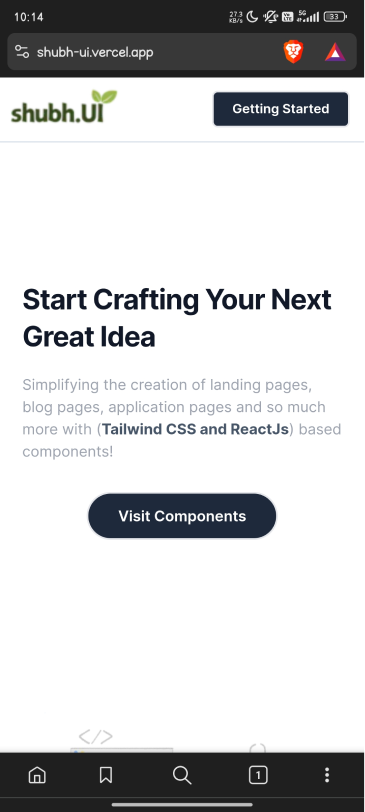 10:14
27.3
KB/s
5G
33
shubh-ui.vercel.app
shubh.UI
Getting Started
Start Crafting Your Next
Great Idea
Simplifying the creation of landing pages,
blog pages, application pages and so much
more with (Tailwind CSS and ReactJs) based
components!
Visit Components
</>
1